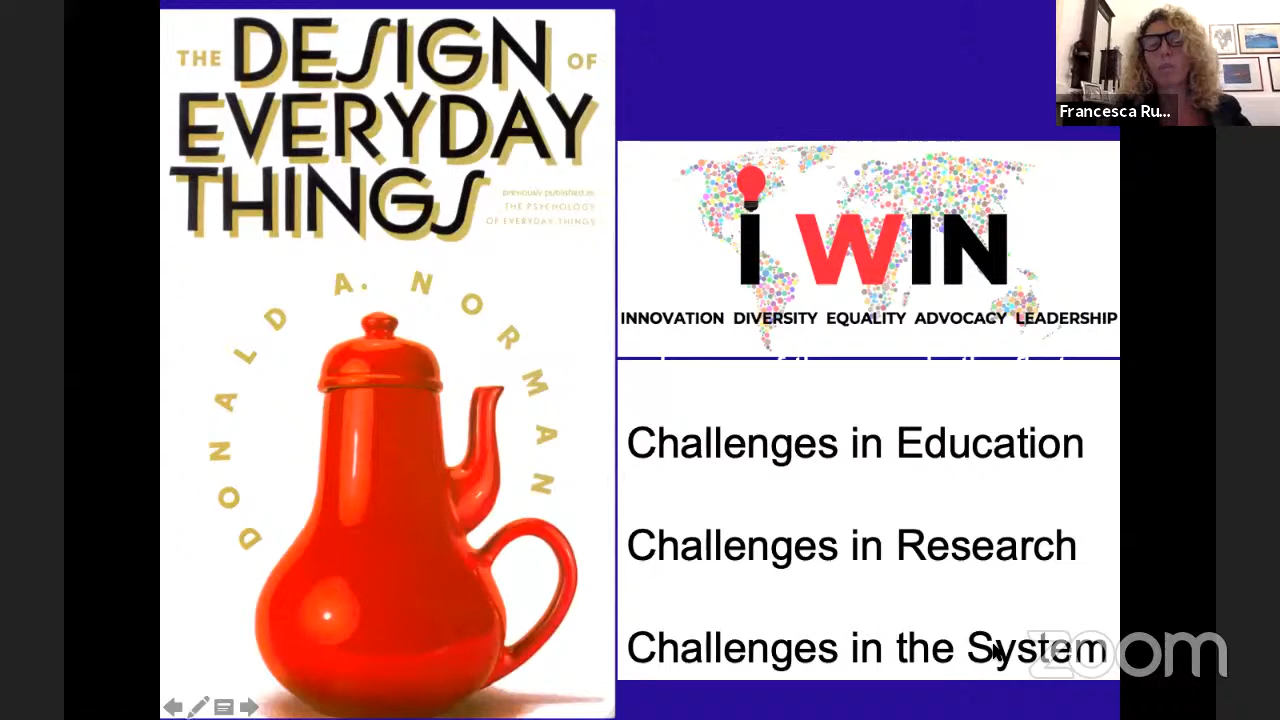 THE DESIGN OF
EVERYDAY
THINGS
previously published as
THE PSYCHOLOGY
OF EVERYDAY THINGS
DONALD A. NORMAN
i WIN
INNOVATION DIVERSITY EQUALITY ADVOCACY LEADERSHIP
Challenges in Education
Challenges in Research
Challenges in the System
Francesca Ru...
zoom